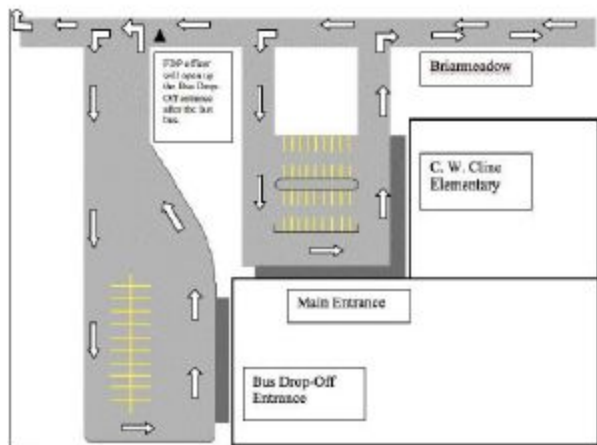 FISD officer
will open up
the Bus Drop-
Off entrance
after the last
bus.
Briarmeadow
C. W. Cline
Elementary
Main Entrance
Bus Drop-Off
Entrance